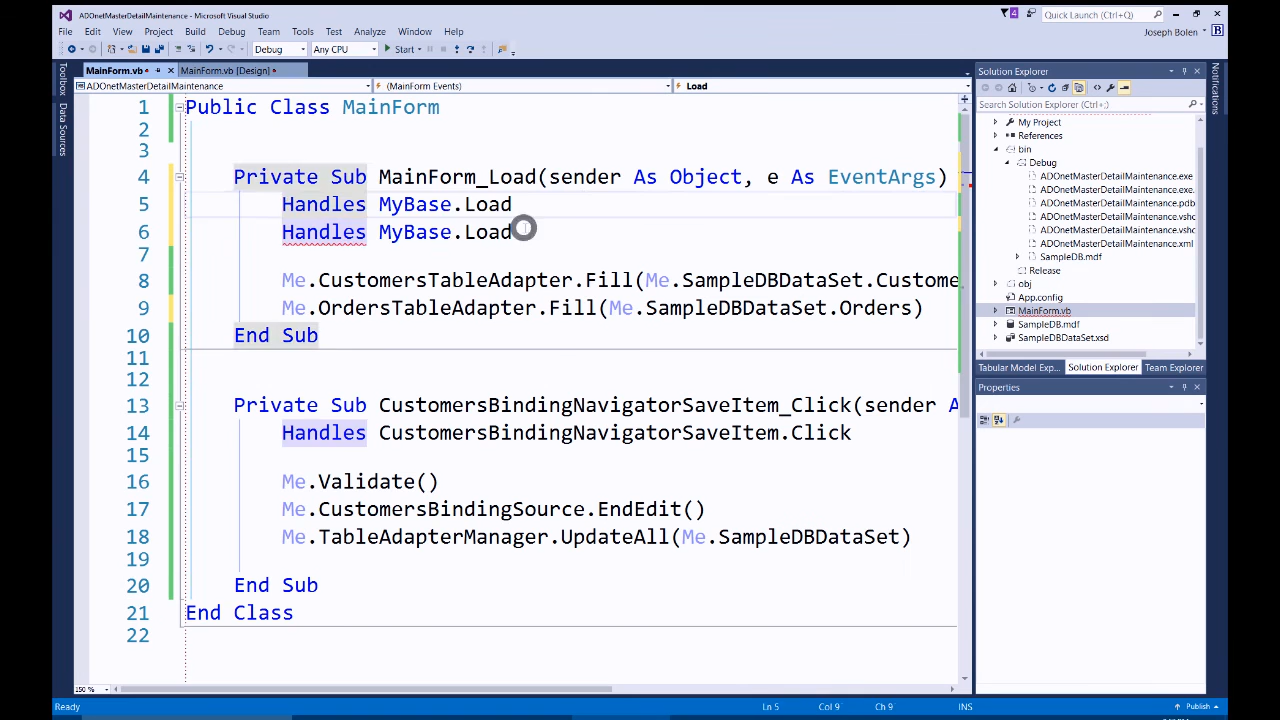 ADOnetMasterDetailMaintenance - Microsoft Visual Studio
4
Quick Launch (Ctrl+Q)
File Edit View Project Build Debug Team Tools Test Analyze Window Help
Joseph Bolen B
Debug Any CPU Start
MainForm.vb MainForm.vb [Design]
ADOnetMasterDetailMaintenance (MainForm Events) Load
Toolbox
Data Sources
1 Public Class MainForm
2
3
4 Private Sub MainForm_Load(sender As Object, e As EventArgs)
5 Handles MyBase.Load
6 Handles MyBase.Load
7
8 Me.CustomersTableAdapter.Fill(Me.SampleDBDataSet.Custome
9 Me.OrdersTableAdapter.Fill(Me.SampleDBDataSet.Orders)
10 End Sub
11
12
13 Private Sub CustomersBindingNavigatorSaveItem_Click(sender A
14 Handles CustomersBindingNavigatorSaveItem.Click
15
16 Me.Validate()
17 Me.CustomersBindingSource.EndEdit()
18 Me.TableAdapterManager.UpdateAll(Me.SampleDBDataSet)
19
20 End Sub
21 End Class
22
150 %
Solution Explorer
Search Solution Explorer (Ctrl+;)
My Project
References
bin
Debug
ADOnetMasterDetailMaintenance.exe
ADOnetMasterDetailMaintenance.exe.
ADOnetMasterDetailMaintenance.pdb
ADOnetMasterDetailMaintenance.vsho
ADOnetMasterDetailMaintenance.vsho
ADOnetMasterDetailMaintenance.xml
SampleDB.mdf
Release
obj
App.config
MainForm.vb
SampleDB.mdf
SampleDBDataSet.xsd
Tabular Model Exp... Solution Explorer Team Explorer
Properties
Notifications
Ready Ln 5 Col 9 Ch 9 INS Publish